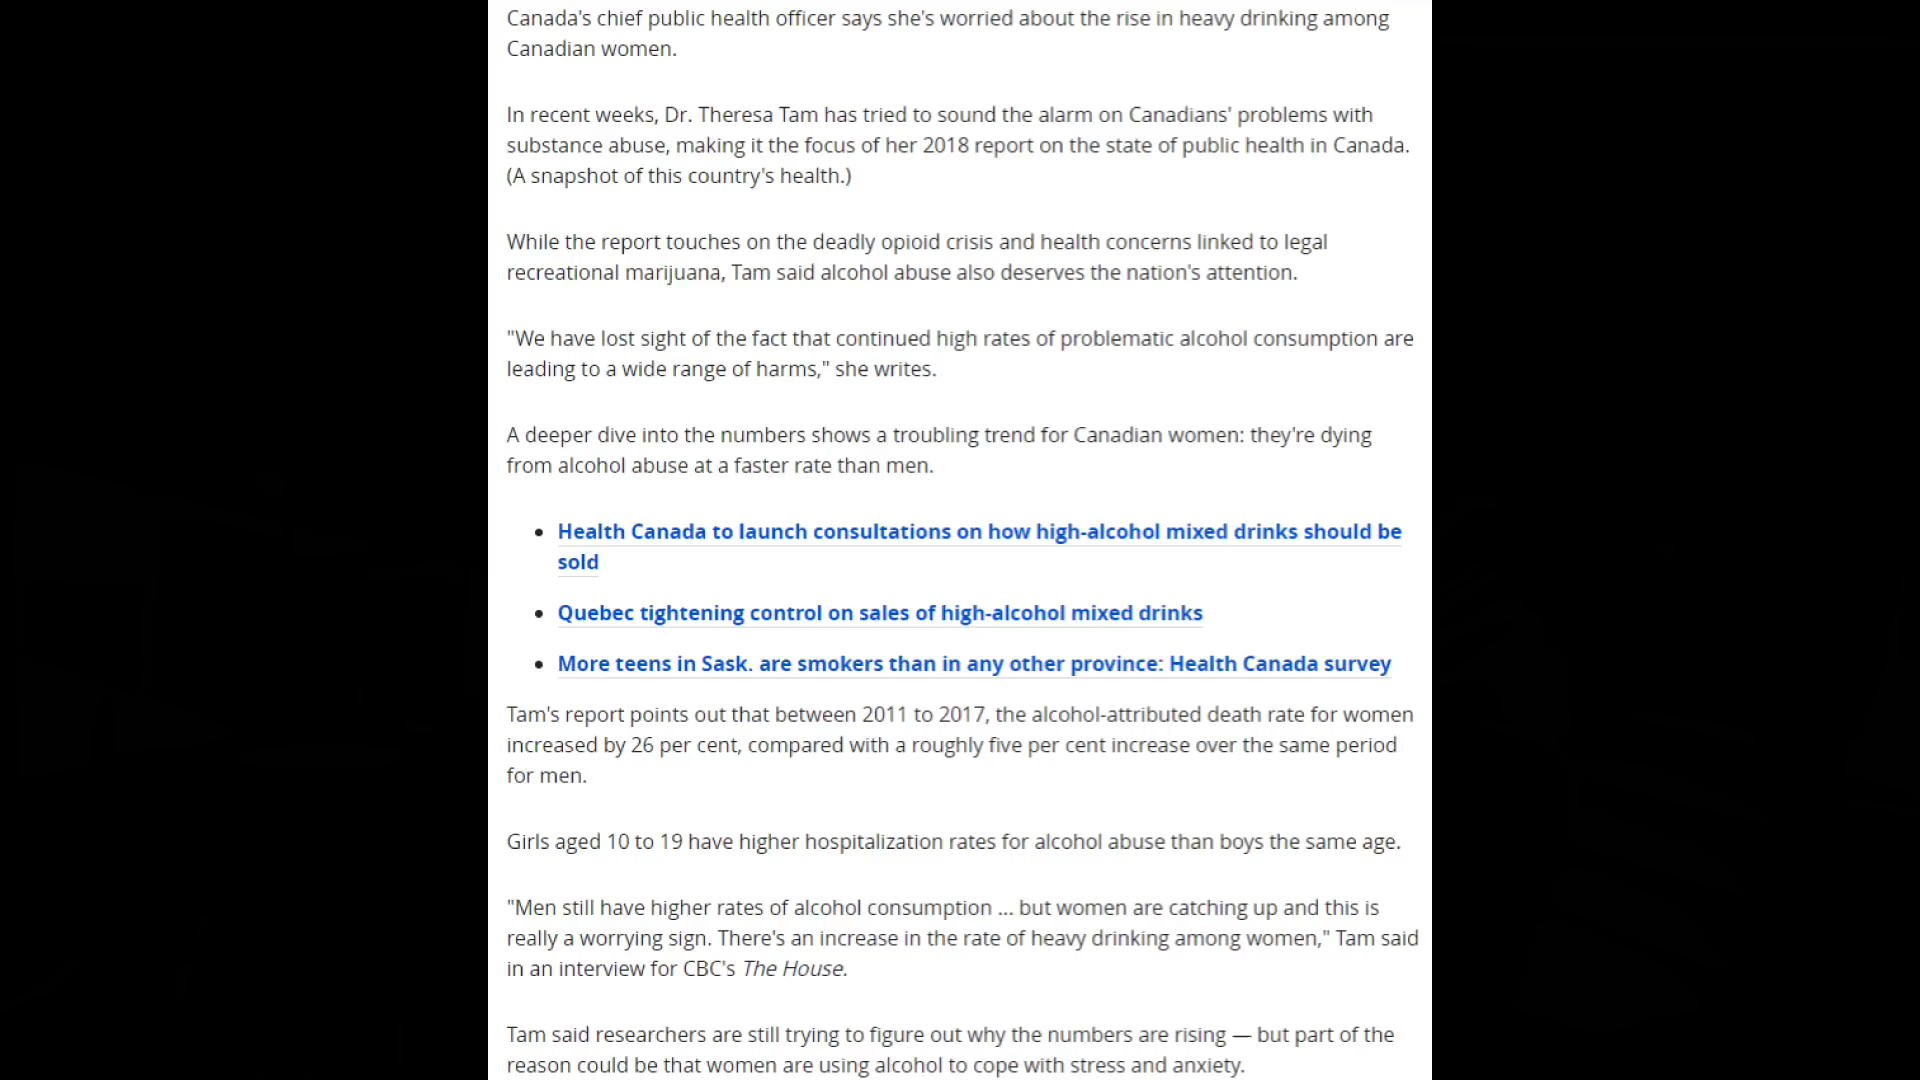 Canada's chief public health officer says she's worried about the rise in heavy drinking among
Canadian women.
In recent weeks, Dr. Theresa Tam has tried to sound the alarm on Canadians' problems with
substance abuse, making it the focus of her 2018 report on the state of public health in Canada.
(A snapshot of this country's health.)
While the report touches on the deadly opioid crisis and health concerns linked to legal
recreational marijuana, Tam said alcohol abuse also deserves the nation's attention.
"We have lost sight of the fact that continued high rates of problematic alcohol consumption are
leading to a wide range of harms," she writes.
A deeper dive into the numbers shows a troubling trend for Canadian women: they're dying
from alcohol abuse at a faster rate than men.
• Health Canada to launch consultations on how high-alcohol mixed drinks should be
sold
• Quebec tightening control on sales of high-alcohol mixed drinks
• More teens in Sask. are smokers than in any other province: Health Canada survey
Tam's report points out that between 2011 to 2017, the alcohol-attributed death rate for women
increased by 26 per cent, compared with a roughly five per cent increase over the same period
for men.
Girls aged 10 to 19 have higher hospitalization rates for alcohol abuse than boys the same age.
"Men still have higher rates of alcohol consumption ... but women are catching up and this is
really a worrying sign. There's an increase in the rate of heavy drinking among women," Tam said
in an interview for CBC's The House.
Tam said researchers are still trying to figure out why the numbers are rising — but part of the
reason could be that women are using alcohol to cope with stress and anxiety.